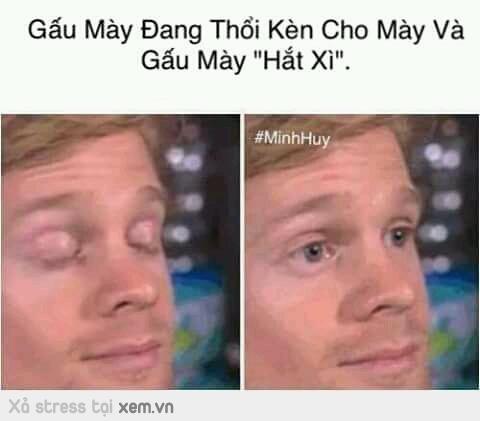 Gấu Mày Đang Thổi Kèn Cho Mày Và
Gấu Mày "Hắt Xì".
#MinhHuy
Xả stress tại xem.vn